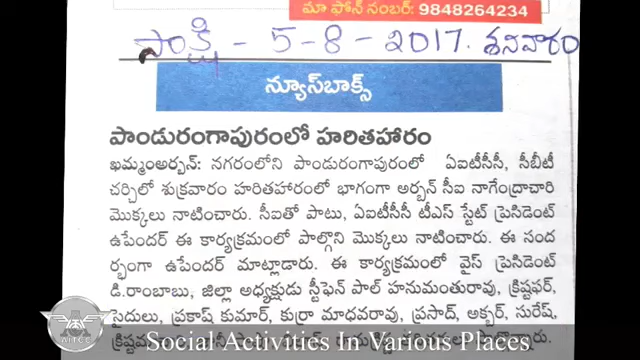 మా ఫోన్ నంబర్: 9848264234
సాక్షి - 5-8-2017. శనివారం
న్యూస్‌బాక్స్
పాండురంగాపురంలో హరితహారం
ఖమ్మంఅర్బన్: నగరంలోని పాండురంగాపురంలో ఏఐటీసీసీ, సీబీటీ
చర్చిలో శుక్రవారం హరితహారంలో భాగంగా అర్బన్ సీఐ నాగేంద్రాచారి
మొక్కలు నాటించారు. సీఐతో పాటు, ఏఐటీసీసీ టీఎస్ స్టేట్ ప్రెసిడెంట్
ఉపేందర్ ఈ కార్యక్రమంలో పాల్గొని మొక్కలు నాటించారు. ఈ సంద
ర్భంగా ఉపేందర్ మాట్లాడారు. ఈ కార్యక్రమంలో వైస్ ప్రెసిడెంట్
డి.రాంబాబు, జిల్లా అధ్యక్షుడు స్టీఫెన్ పాల్ హనుమంతురావు, క్రిష్టఫర్,
సైదులు, ప్రకాష్ కుమార్, కుర్రా మాధవరావు, ప్రసాద్, అక్బర్, సురేష్,
AITCC
Social Activities In Various Places